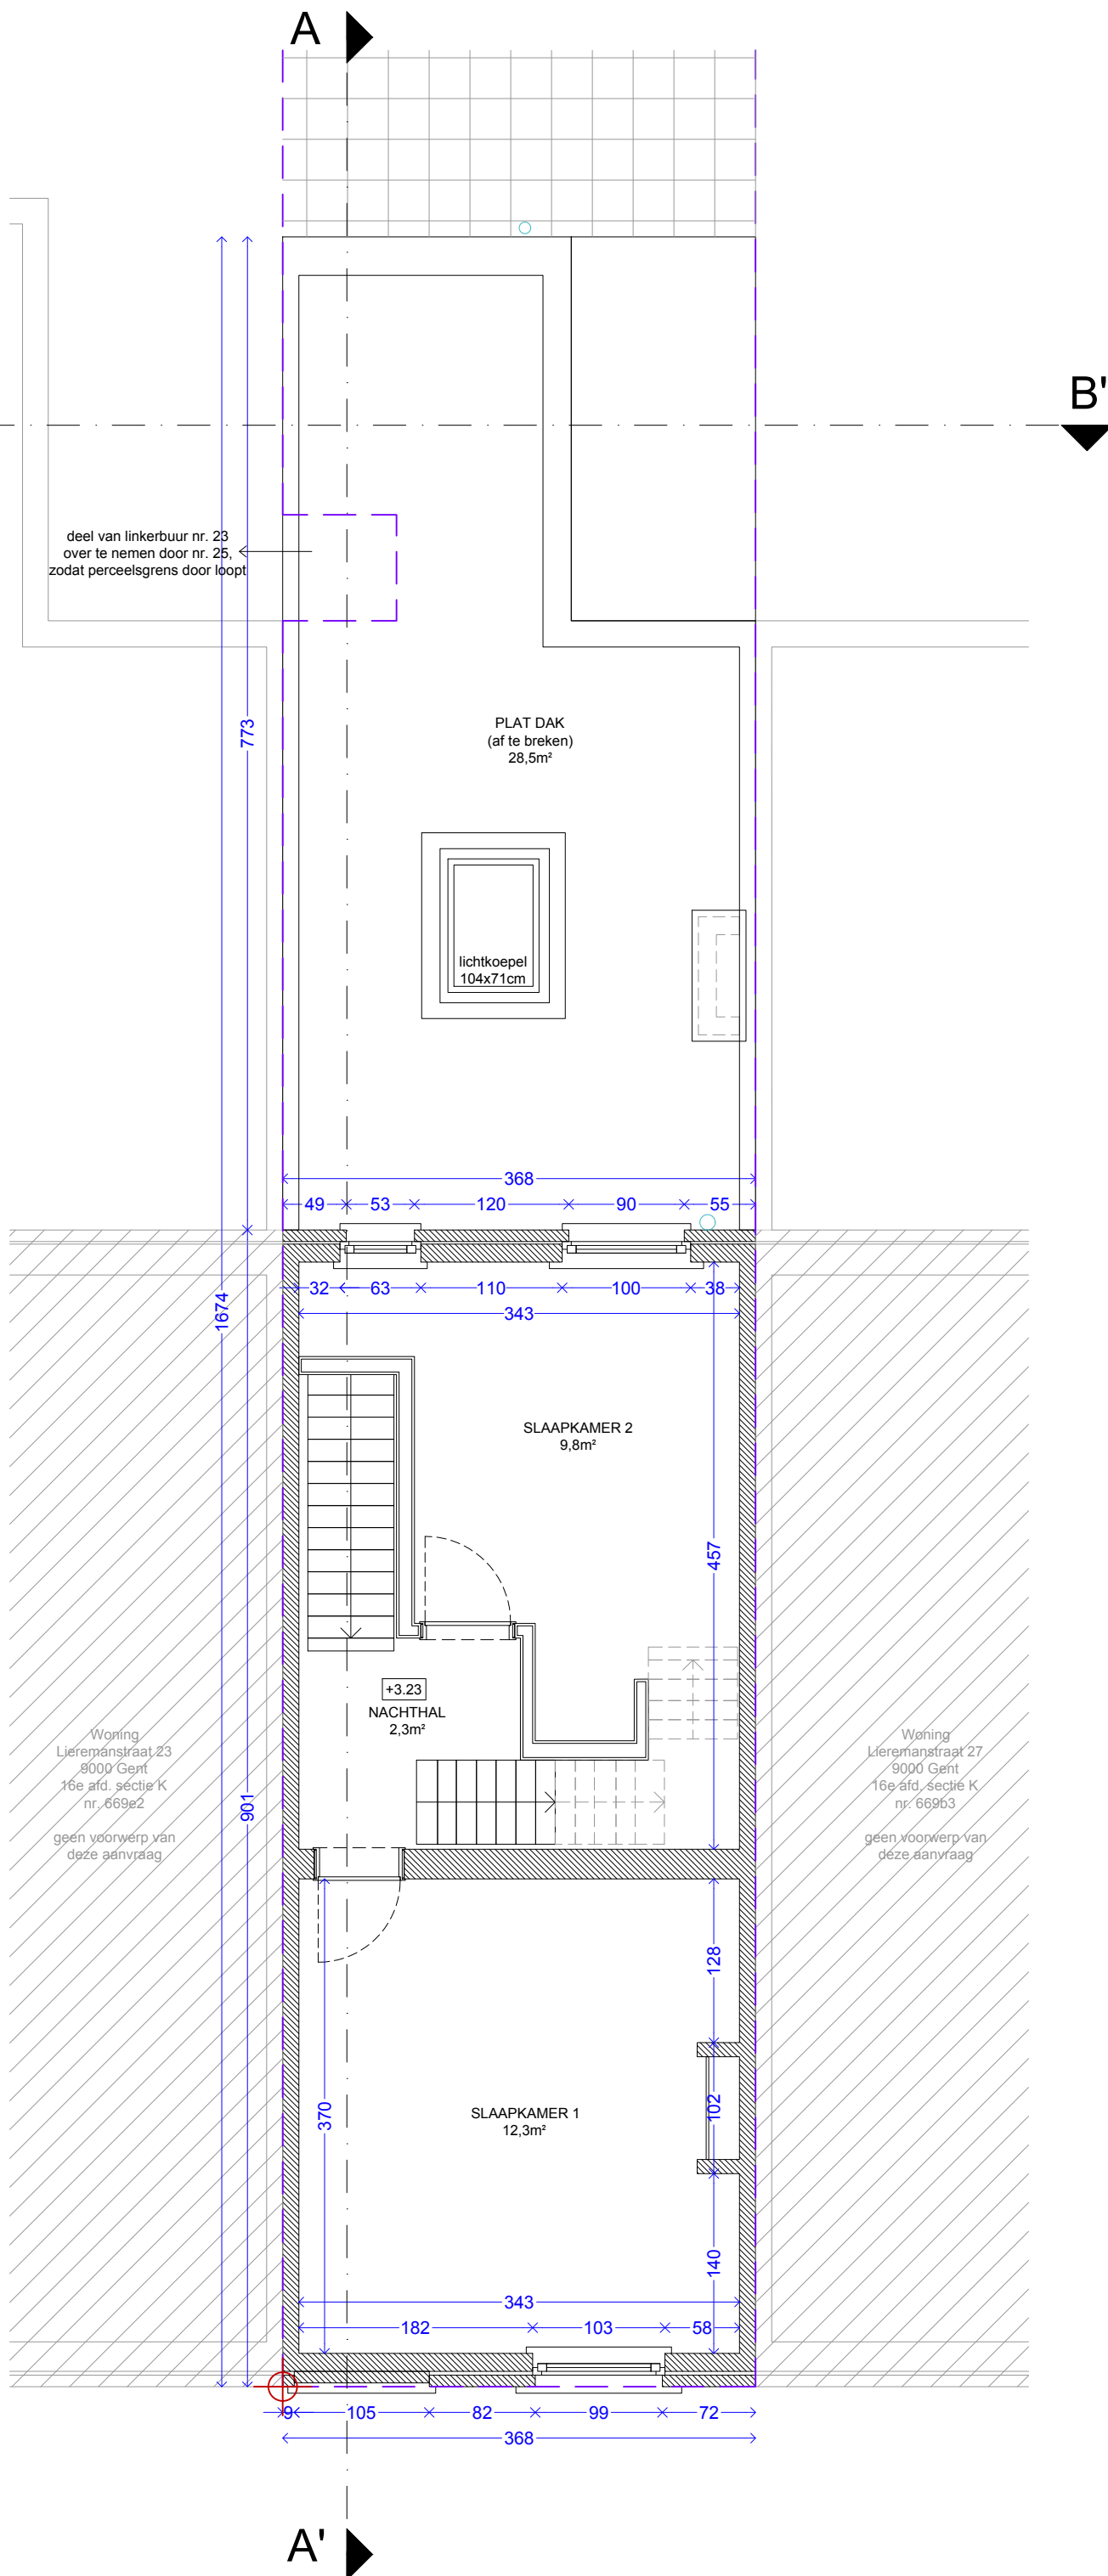 A
B'
deel van linkerbuur nr. 23
over te nemen door nr. 25,
zodat perceelsgrens door loopt
773
PLAT DAK
(af te breken)
28,5m²
lichtkoepel
104x71cm
368
49 53 120 90 55
1674
32 63 110 100 38
343
SLAAPKAMER 2
9,8m²
457
+3.23
NACHTHAL
2,3m²
Woning
Lieremanstraat 23
9000 Gent
16e afd. sectie K
nr. 669e2
geen voorwerp van
deze aanvraag
901
Woning
Lieremanstraat 27
9000 Gent
16e afd. sectie K
nr. 669b3
geen voorwerp van
deze aanvraag
128
370
SLAAPKAMER 1
12,3m²
102
140
343
182 103 58
9 105 82 99 72
368
A'